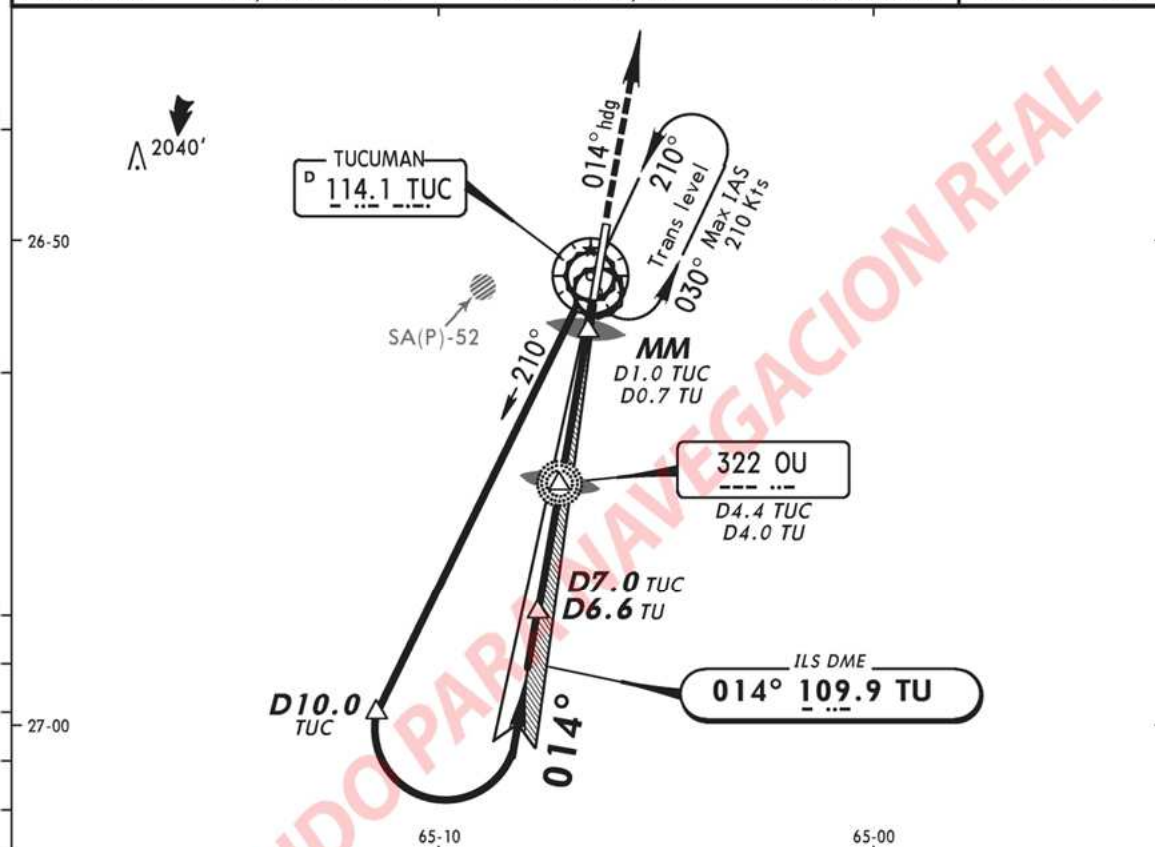 014° hdg
210°
Trans level
030° Max IAS
210 Kts
2040'
TUCUMAN
D 114.1 TUC
26-50
SA(P)-52
210°
MM
D1.0 TUC
D0.7 TU
322 OU
D4.4 TUC
D4.0 TU
D7.0 TUC
D6.6 TU
ILS DME
014° 109.9 TU
D10.0
TUC
014°
27-00
65-10
65-00
NDO PARA NAVEGACION REAL